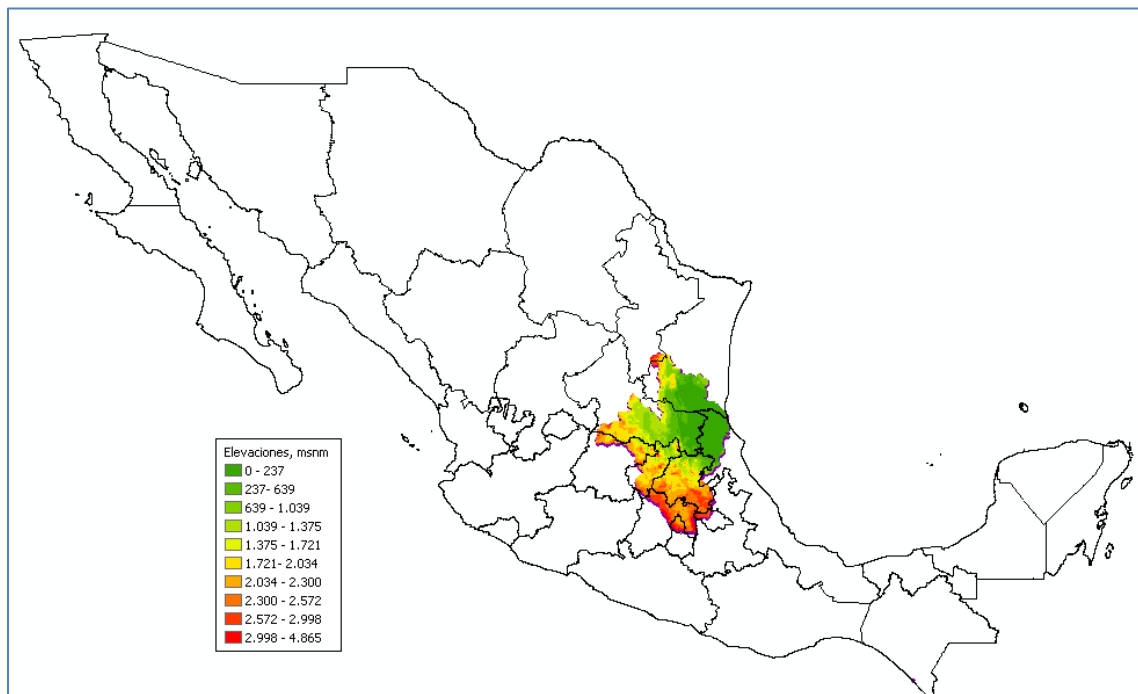 Elevaciones, msnm
0 - 237
237- 639
639 - 1.039
1.039 - 1.375
1.375 - 1.721
1.721- 2.034
2.034 - 2.300
2.300 - 2.572
2.572 - 2.998
2.998 - 4.865